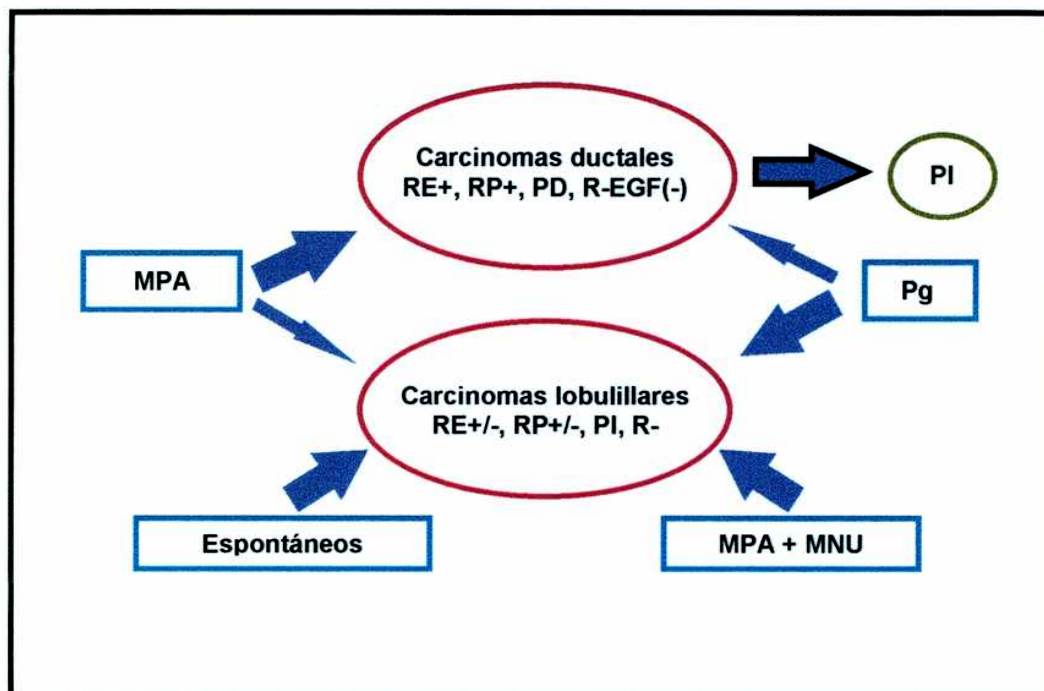 Carcinomas ductales
RE+, RP+, PD, R-EGF(-)
PI
MPA
Pg
Carcinomas lobulillares
RE+/-, RP+/-, PI, R-
Espontáneos
MPA + MNU